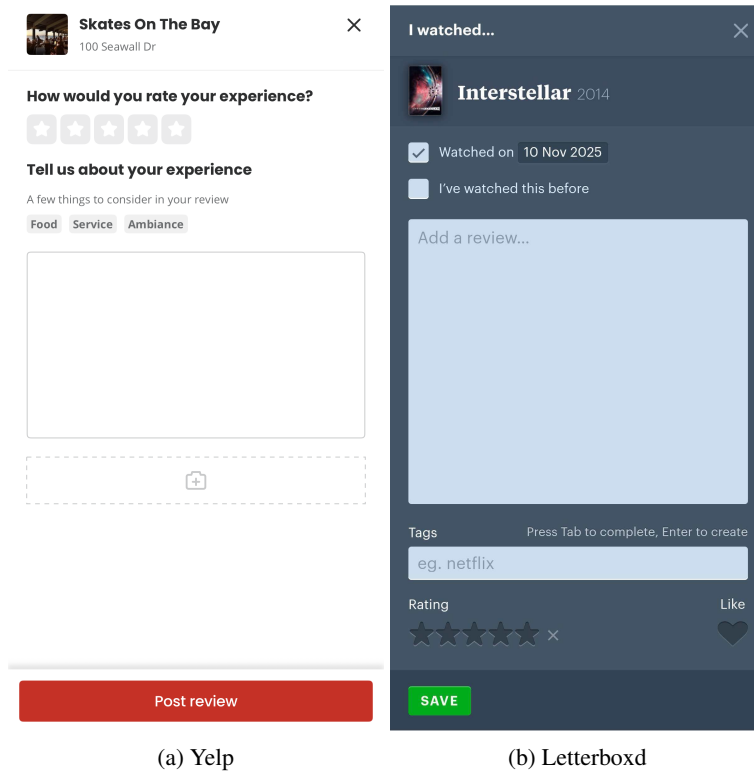 Skates On The Bay
100 Seawall Dr
How would you rate your experience?
Tell us about your experience
A few things to consider in your review
Food Service Ambiance
Post review
(a) Yelp
I watched...
Interstellar 2014
Watched on 10 Nov 2025
I've watched this before
Add a review...
Tags Press Tab to complete, Enter to create
eg. netflix
Rating Like
SAVE
(b) Letterboxd